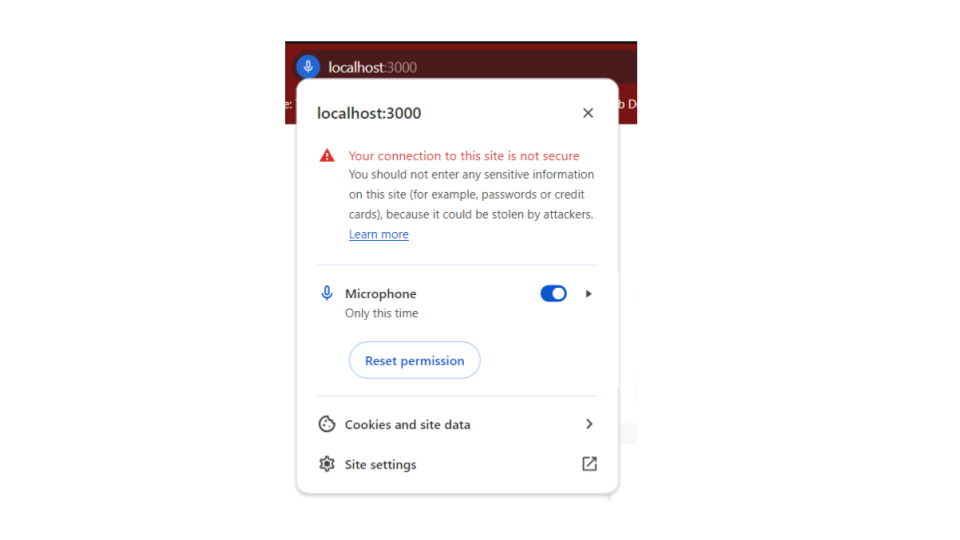 localhost:3000
localhost:3000
Your connection to this site is not secure
You should not enter any sensitive information
on this site (for example, passwords or credit
cards), because it could be stolen by attackers.
Learn more
Microphone
Only this time
Reset permission
Cookies and site data
Site settings